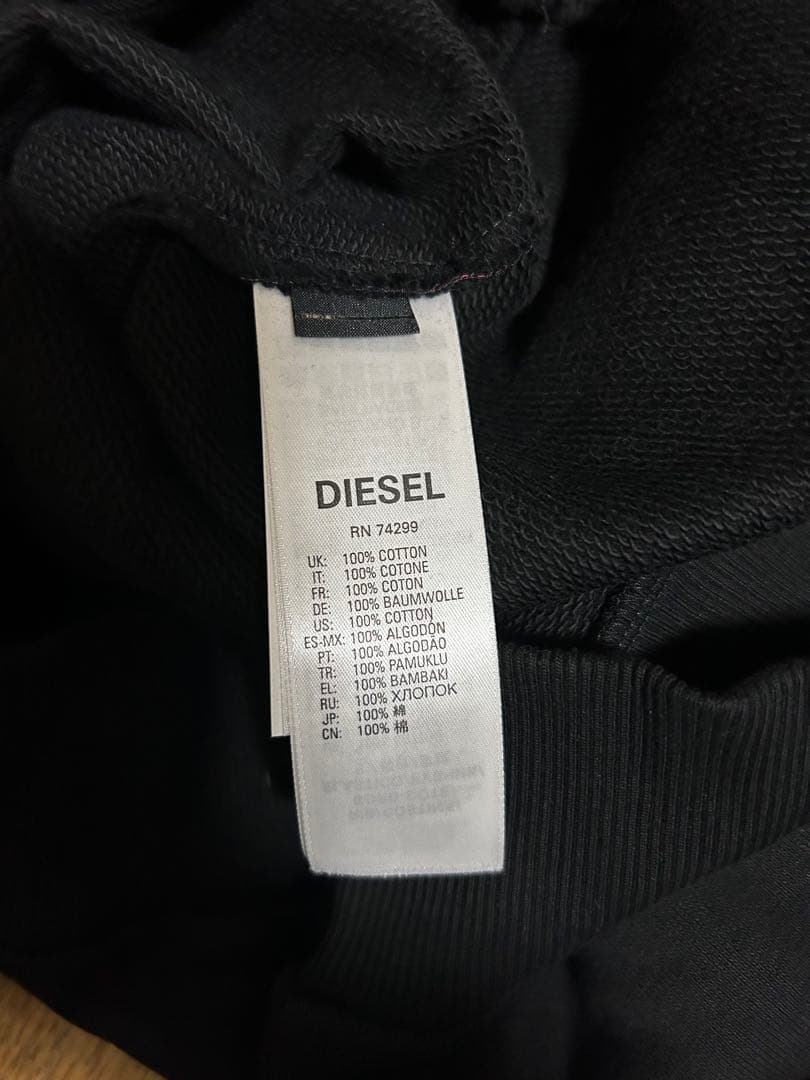 DIESEL
RN 74299
UK: 100% COTTON
IT: 100% COTONE
FR: 100% COTON
DE: 100% BAUMWOLLE
US: 100% COTTON
ES-MX: 100% ALGODÓN
PT: 100% ALGODÃO
TR: 100% PAMUKLU
EL: 100% BAMBAKI
RU: 100% ХЛОПОК
JP: 100% 綿
CN: 100% 棉